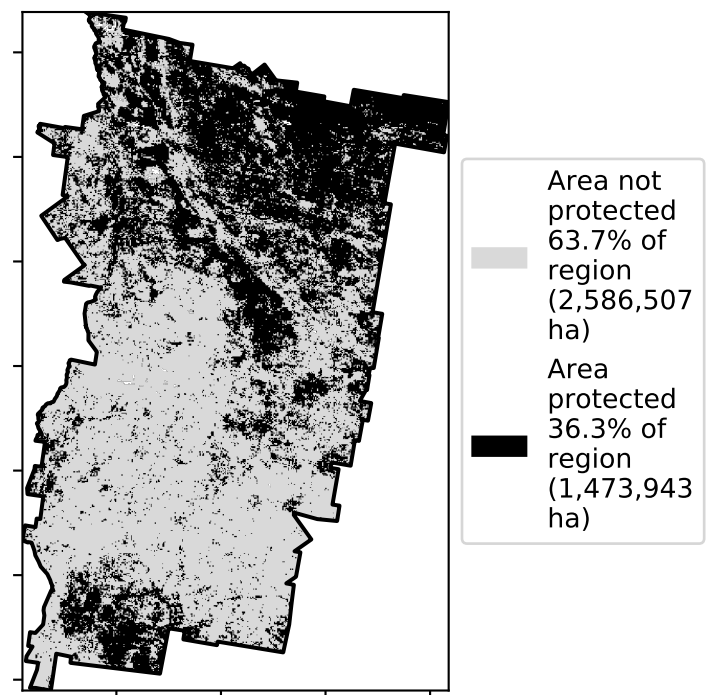 Area not
protected
63.7% of
region
(2,586,507
ha)
Area
protected
36.3% of
region
(1,473,943
ha)